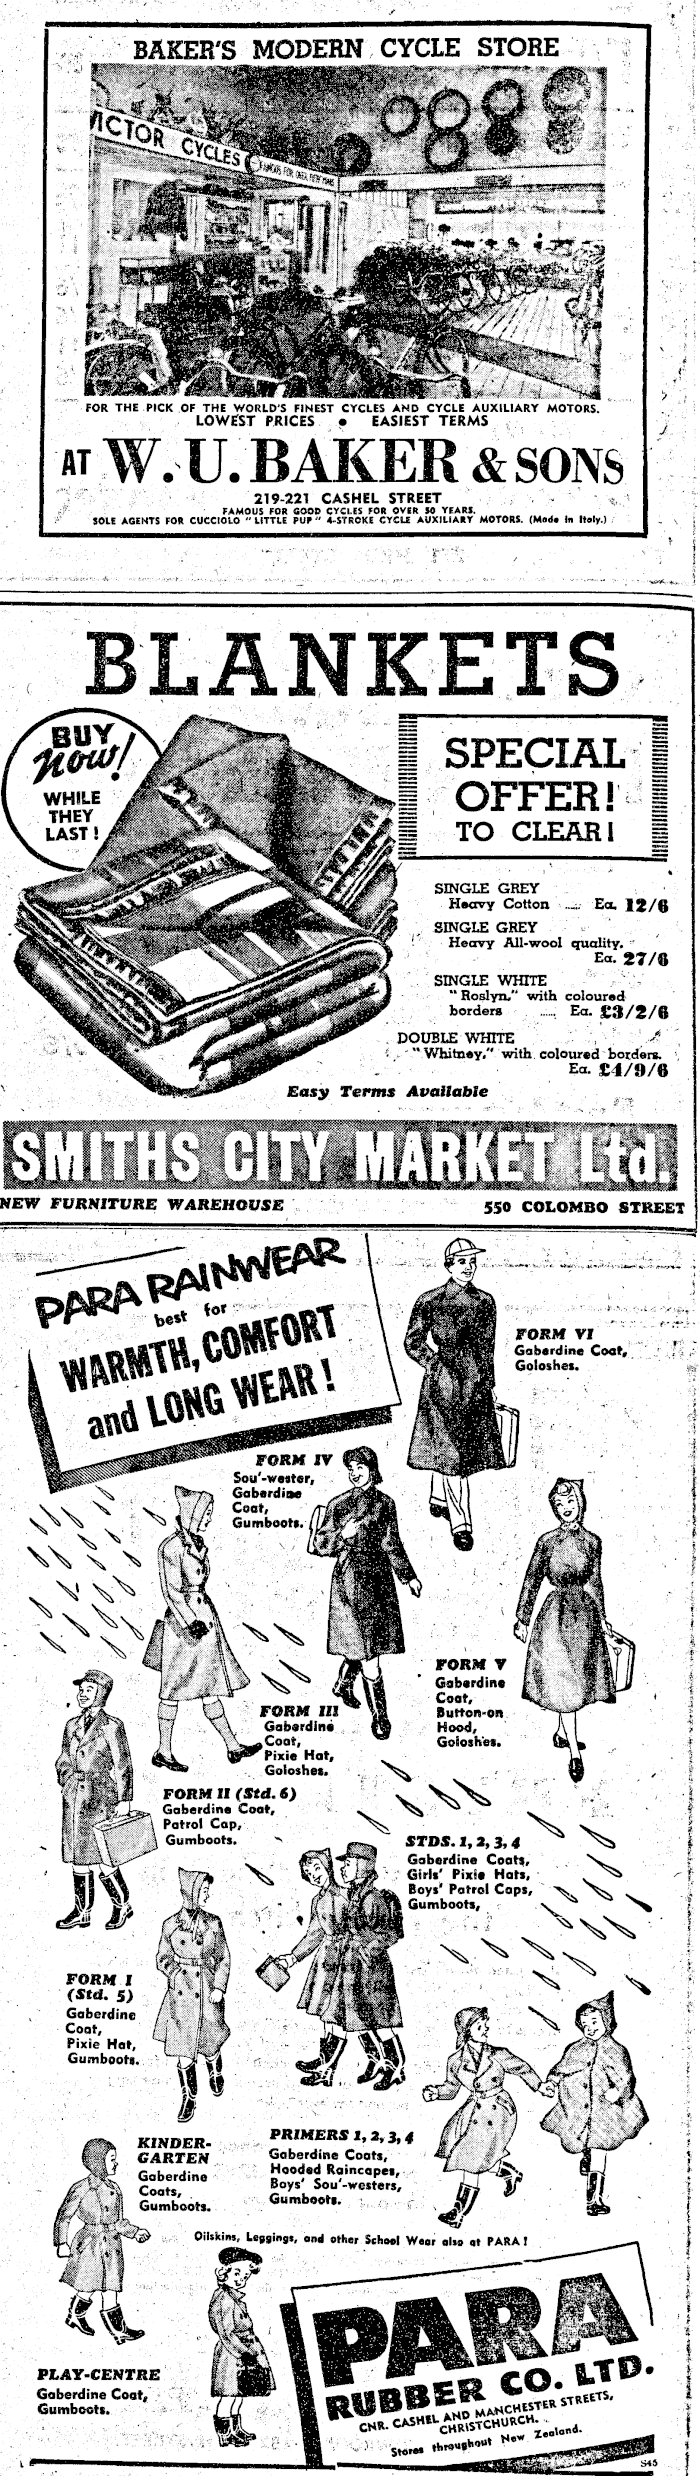 BAKER'S MODERN CYCLE STORE
VICTOR CYCLES
FAMOUS FOR OVER FIFTY YEARS
FOR THE PICK OF THE WORLD'S FINEST CYCLES AND CYCLE AUXILIARY MOTORS.
LOWEST PRICES • EASIEST TERMS
AT W. U. BAKER & SONS
219-221 CASHEL STREET
FAMOUS FOR GOOD CYCLES FOR OVER 50 YEARS.
SOLE AGENTS FOR CUCCIOLO "LITTLE PUP" 4-STROKE CYCLE AUXILIARY MOTORS. (Made in Italy.)
BLANKETS
BUY
Now!
WHILE
THEY
LAST!
SPECIAL
OFFER!
TO CLEAR!
SINGLE GREY
Heavy Cotton ..... Ea. 12/6
SINGLE GREY
Heavy All-wool quality.
Ea. 27/6
SINGLE WHITE
"Roslyn," with coloured
borders ..... Ea. £3/2/6
DOUBLE WHITE
"Whitney," with coloured borders.
Ea. £4/9/6
Easy Terms Available
SMITHS CITY MARKET Ltd.
NEW FURNITURE WAREHOUSE 550 COLOMBO STREET
PARA RAINWEAR
best for
WARMTH, COMFORT
and LONG WEAR!
FORM VI
Gaberdine Coat,
Goloshes.
FORM IV
Sou'-wester,
Gaberdine
Coat,
Gumboots.
FORM V
Gaberdine
Coat,
Button-on
Hood,
Goloshes.
FORM III
Gaberdine
Coat,
Pixie Hat,
Goloshes.
FORM II (Std. 6)
Gaberdine Coat,
Patrol Cap,
Gumboots.
STDS. 1, 2, 3, 4
Gaberdine Coats,
Girls' Pixie Hats,
Boys' Patrol Caps,
Gumboots,
FORM I
(Std. 5)
Gaberdine
Coat,
Pixie Hat,
Gumboots.
KINDER-
GARTEN
Gaberdine
Coats,
Gumboots.
PRIMERS 1, 2, 3, 4
Gaberdine Coats,
Hooded Raincapes,
Boys' Sou'-westers,
Gumboots.
Oilskins, Leggings, and other School Wear also at PARA!
PLAY-CENTRE
Gaberdine Coat,
Gumboots.
PARA
RUBBER CO. LTD.
CNR. CASHEL AND MANCHESTER STREETS,
CHRISTCHURCH.
Stores throughout New Zealand.
S45